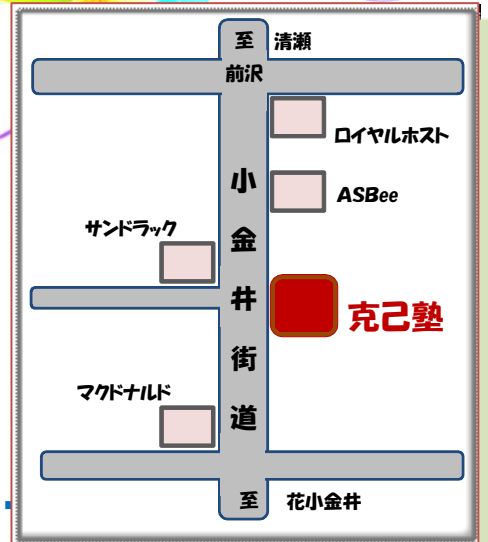 至 清瀬
前沢
ロイヤルホスト
小金井街道
ASBee
サンドラック
克己塾
マクドナルド
至 花小金井